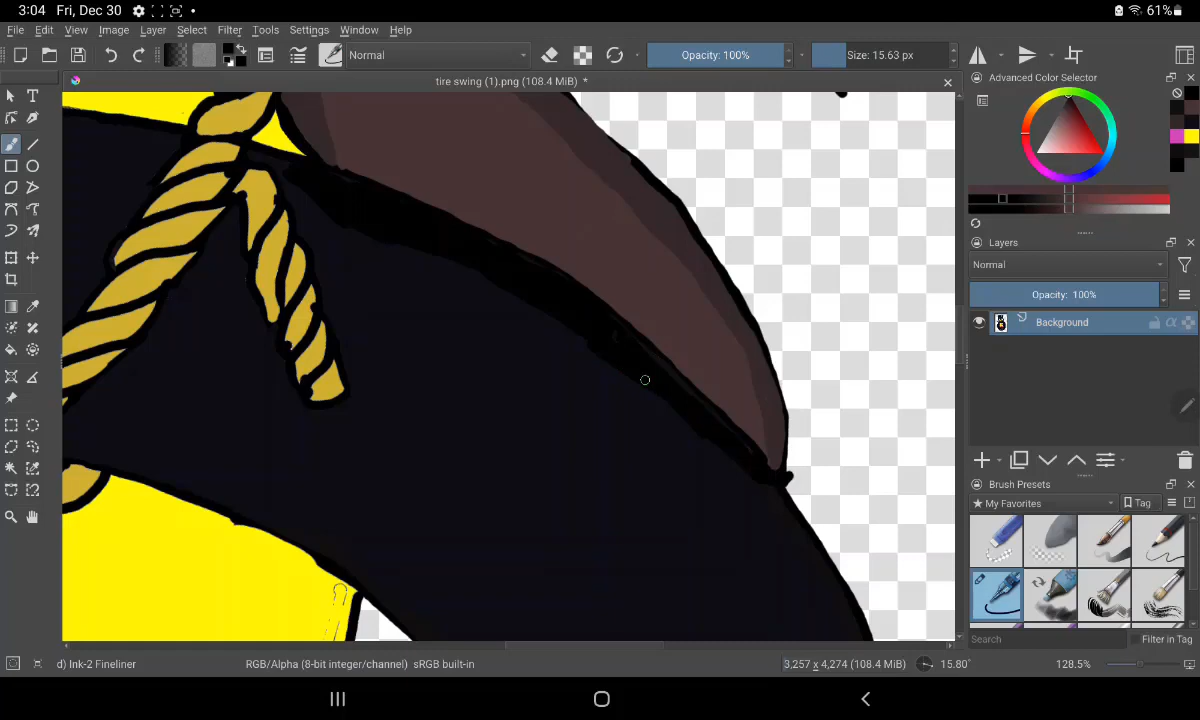 3:04 Fri, Dec 30
61%
File Edit View Image Layer Select Filter Tools Settings Window Help
Normal
Opacity: 100%
Size: 15.63 px
tire swing (1).png (108.4 MiB) *
Advanced Color Selector
Layers
Normal
Opacity: 100%
Background
Brush Presets
My Favorites
Tag
Search
Filter in Tag
d) Ink-2 Fineliner
RGB/Alpha (8-bit integer/channel) sRGB built-in
3,257 x 4,274 (108.4 MiB)
15.80°
128.5%